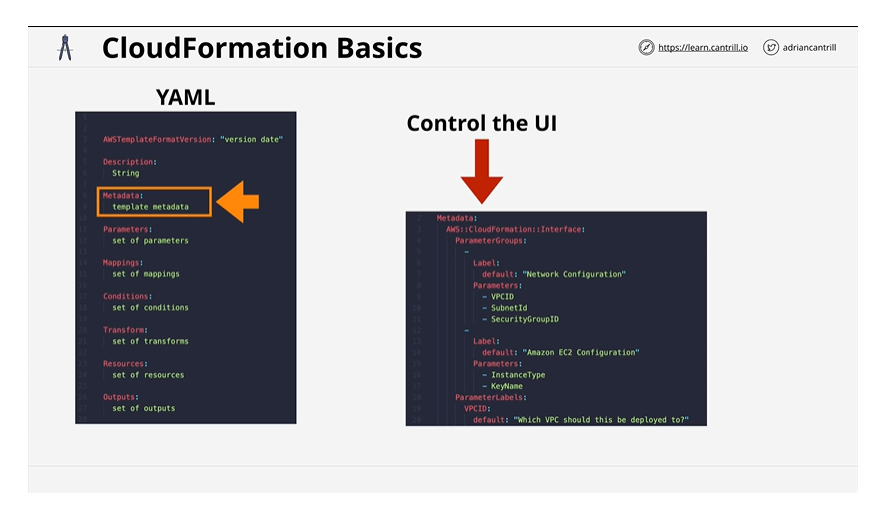 CloudFormation Basics
https://learn.cantrill.io
adriancantrill
YAML
AWSTemplateFormatVersion: "version date"
Description:
String
Metadata:
template metadata
Parameters:
set of parameters
Mappings:
set of mappings
Conditions:
set of conditions
Transform:
set of transforms
Resources:
set of resources
Outputs:
set of outputs
Control the UI
Metadata:
AWS::CloudFormation::Interface:
ParameterGroups:
-
Label:
default: "Network Configuration"
Parameters:
- VPCID
- SubnetId
- SecurityGroupID
-
Label:
default: "Amazon EC2 Configuration"
Parameters:
- InstanceType
- KeyName
ParameterLabels:
VPCID:
default: "Which VPC should this be deployed to?"